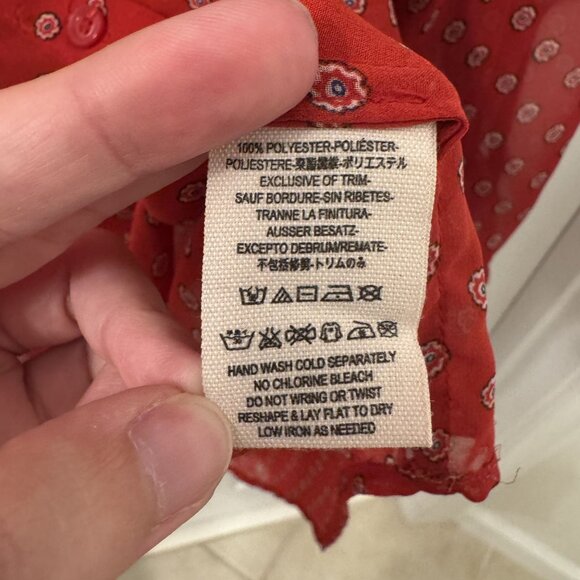 100% POLYESTER-POLIÉSTER-
POLIESTERE-聚酯纖維-ポリエステル
EXCLUSIVE OF TRIM-
SAUF BORDURE-SIN RIBETES-
TRANNE LA FINITURA-
AUSSER BESATZ-
EXCEPTO DEBRUM/REMATE-
不包括修剪-トリムのみ
HAND WASH COLD SEPARATELY
NO CHLORINE BLEACH
DO NOT WRING OR TWIST
RESHAPE & LAY FLAT TO DRY
LOW IRON AS NEEDED